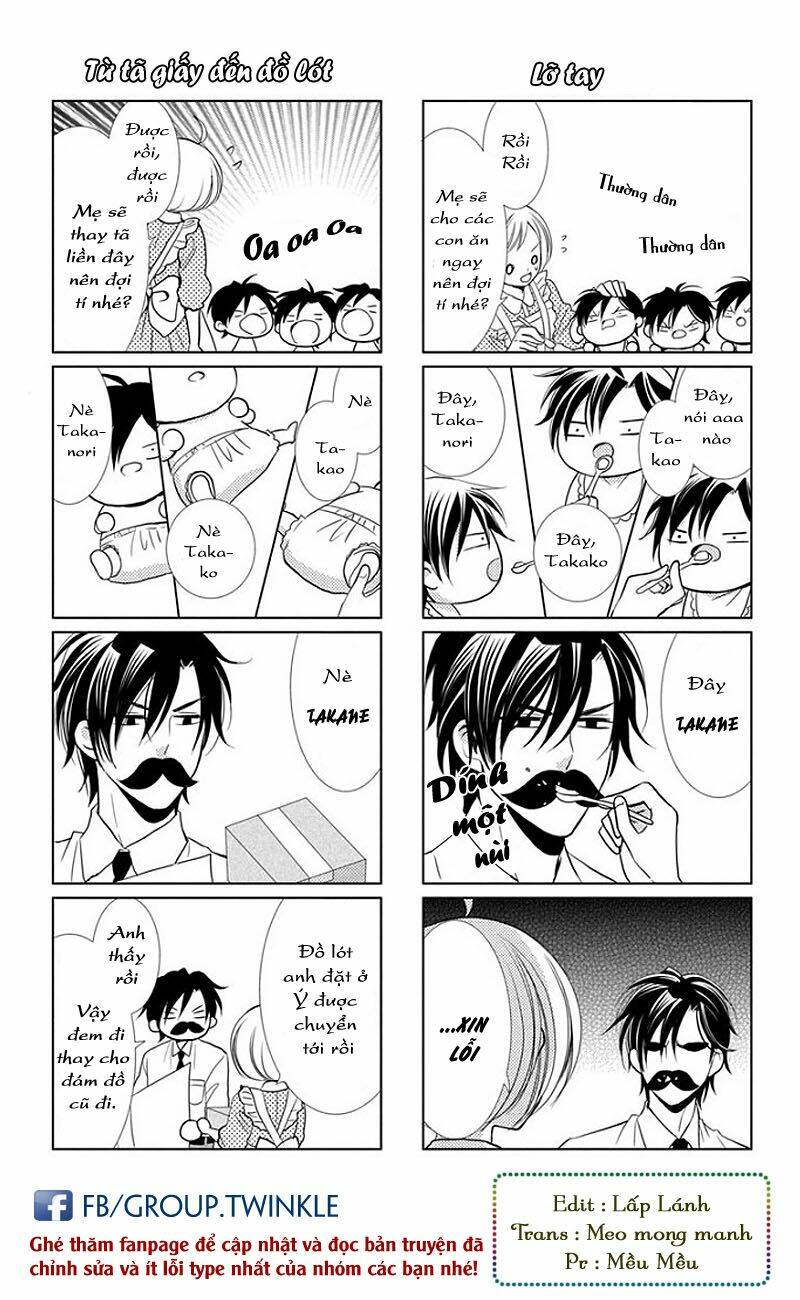 Từ tã giấy đến đồ lót
Được
rồi,
được
rồi
Mẹ sẽ
thay tã
liền đây
nên đợi
tí nhé?
Oa oa oa
Nè
Ta-
kao
Nè
Taka-
ko
Nè
Taka-
nori
Nè
TAKANE
Đồ lót
anh đặt ở
Ý được
chuyển
tới rồi
Anh
thấy
rồi
Vậy
đem đi
thay cho
đám đồ
cũ đi.
Lỡ tay
Rồi
Rồi
Mẹ sẽ
cho các
con ăn
ngay
nên đợi
tí nhé?
Thường dân
Thường dân
Đây,
nói aaa
nào
Ta-
kao
Đây,
Takako
Đây,
Taka-
nori
Đây
TAKANE
Dính
một
nùi
...XIN
LỖI
f FB/GROUP.TWINKLE
Ghé thăm fanpage để cập nhật và đọc bản truyện đã
chỉnh sửa và ít lỗi type nhất của nhóm các bạn nhé!
Edit : Lấp Lánh
Trans : Meo mong manh
Pr : Mều Mều